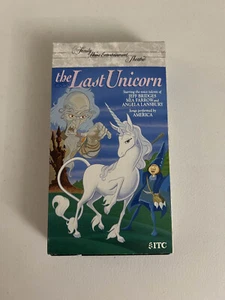 Family
Home Entertainment
Theatre
the Last Unicorn
Starring the voice talents of
JEFF BRIDGES
MIA FARROW and
ANGELA LANSBURY
Songs performed by
AMERICA
ITC